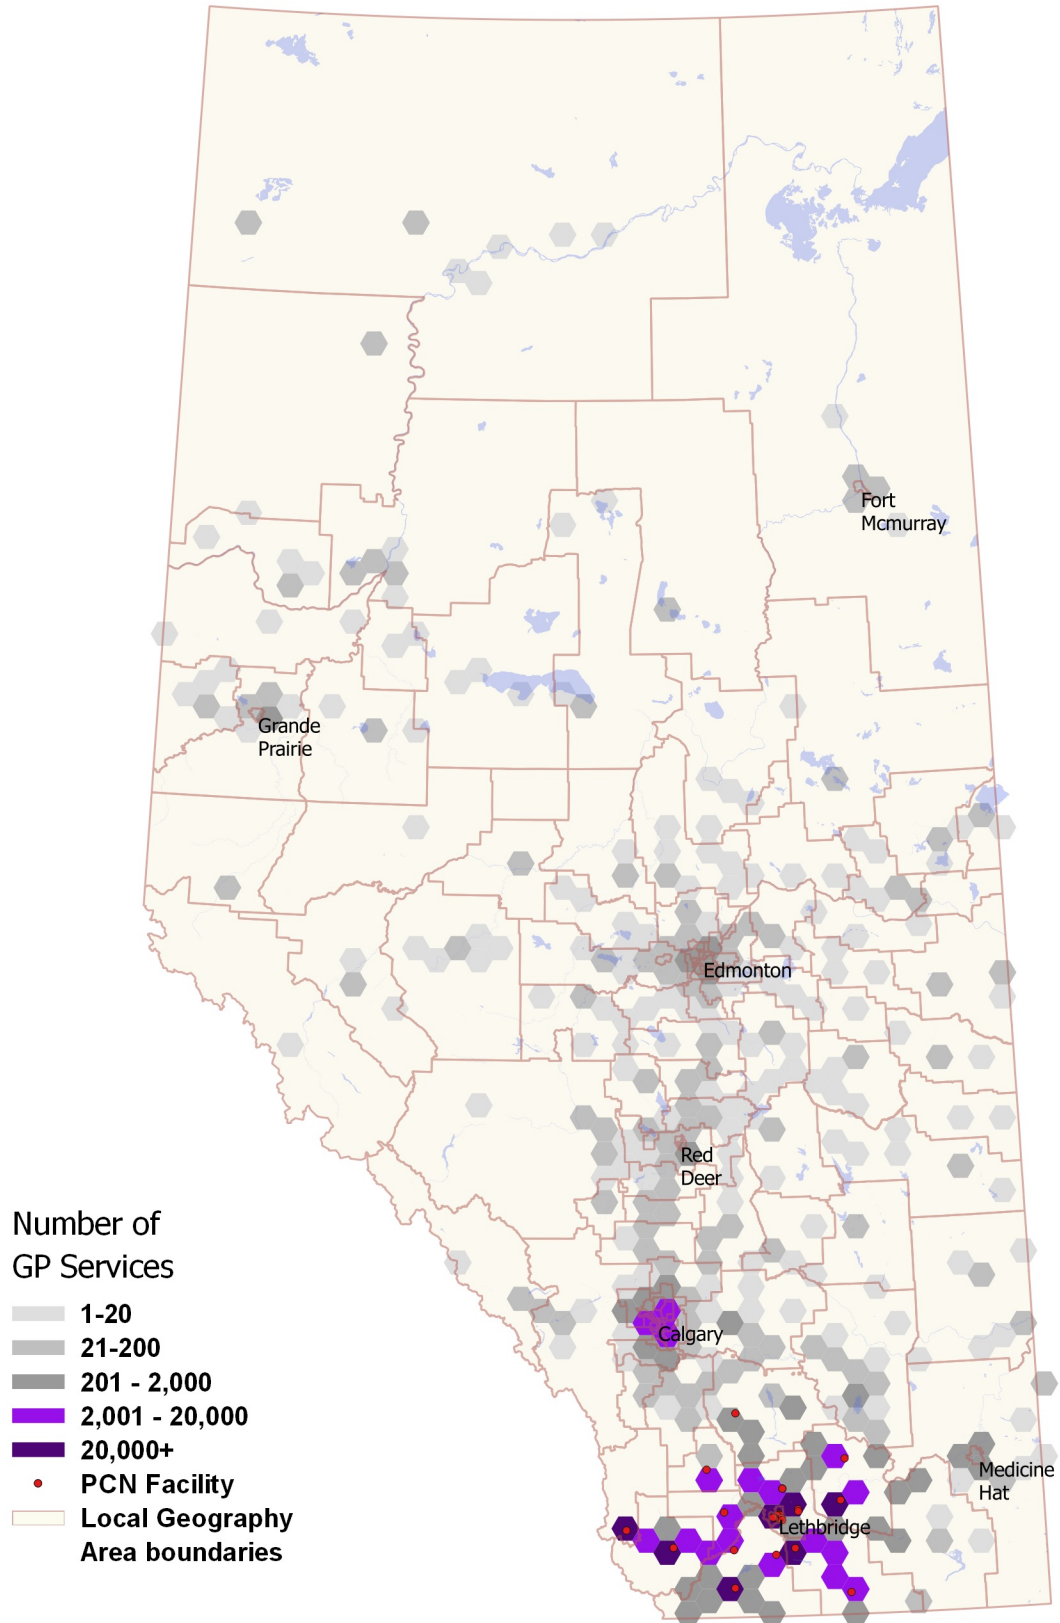 Fort
Mcmurray
Grande
Prairie
Edmonton
Red
Deer
Number of
GP Services
1-20
21-200
201 - 2,000
2,001 - 20,000
20,000+
PCN Facility
Local Geography
Area boundaries
Calgary
Medicine
Hat
Lethbridge